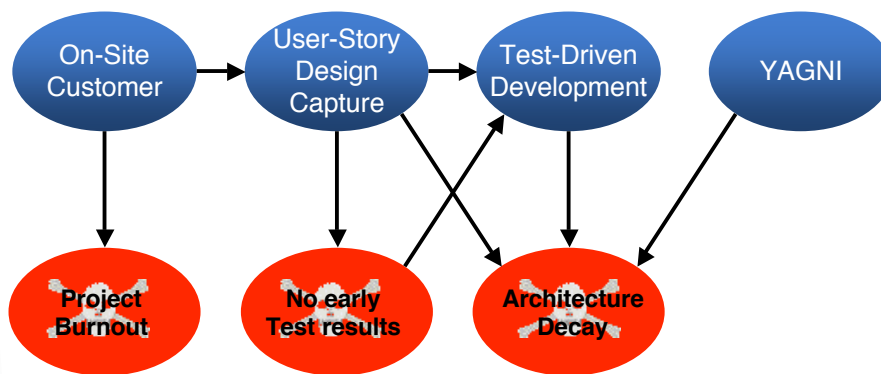 On-Site
Customer
User-Story
Design
Capture
Test-Driven
Development
YAGNI
Project
Burnout
No early
Test results
Architecture
Decay